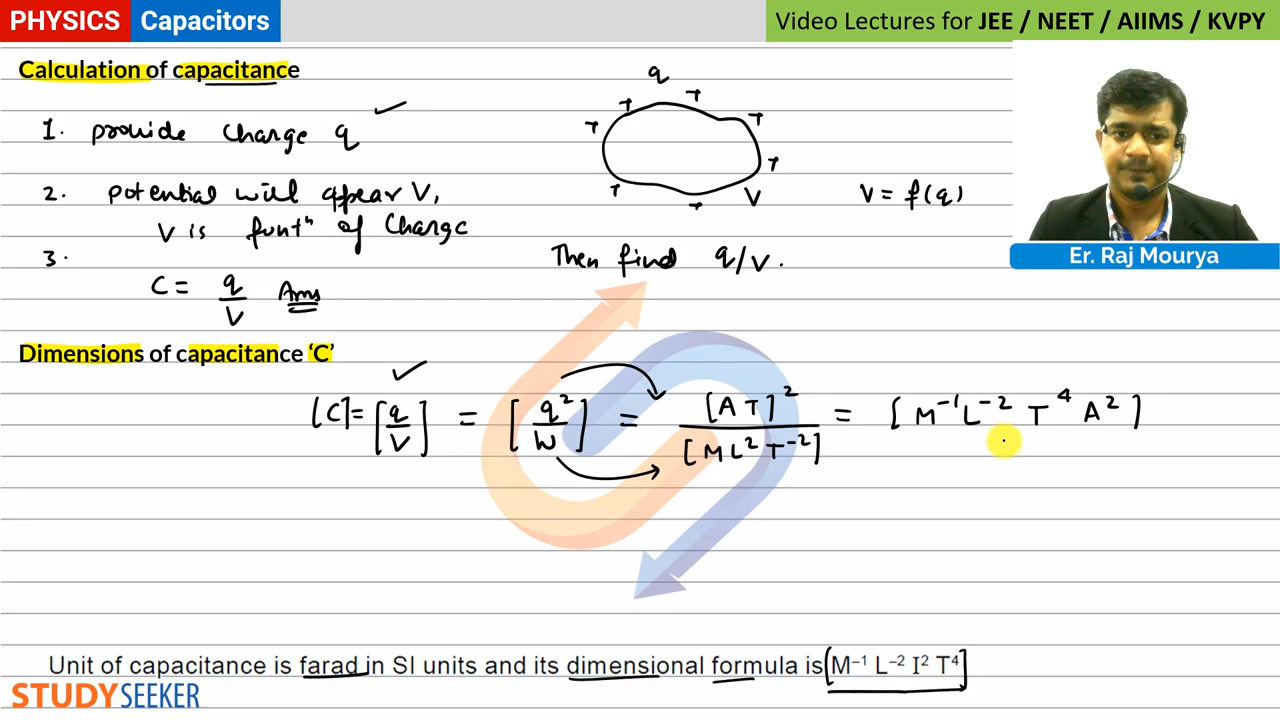 PHYSICS Capacitors
Video Lectures for JEE / NEET / AIIMS / KVPY
Calculation of capacitance
q
1. provide charge q
2. potential will appear V,
V
V = f(q)
V is funtⁿ of charge
Er. Raj Mourya
3.
Then find q/V.
C = q/V Ans
Dimensions of capacitance ‘C’
[C] = [q/V] = [q²/W] = [AT]²/[ML²T⁻²] = [M⁻¹L⁻²T⁴A²]
Unit of capacitance is farad in SI units and its dimensional formula is [M⁻¹ L⁻² I² T⁴]
STUDYSEEKER